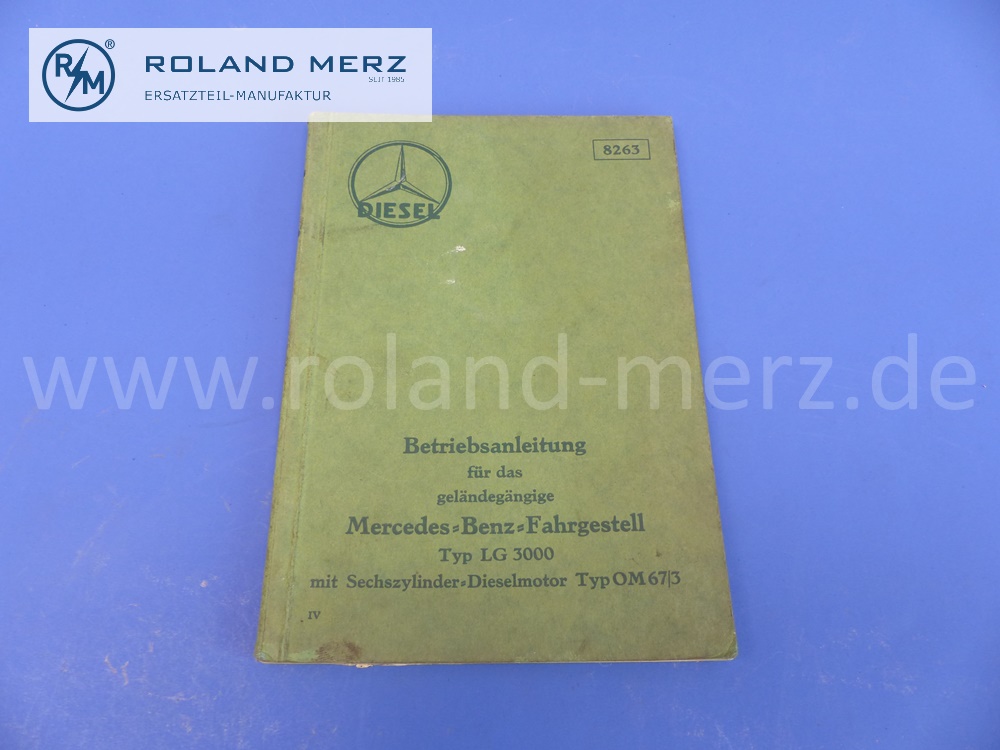 RM®
ROLAND MERZ
SEIT 1985
ERSATZTEIL-MANUFAKTUR
8263
DIESEL
www.roland-merz.de
Betriebsanleitung
für das
geländegängige
Mercedes=Benz=Fahrgestell
Typ LG 3000
mit Sechszylinder=Dieselmotor Typ OM 67/3
IV